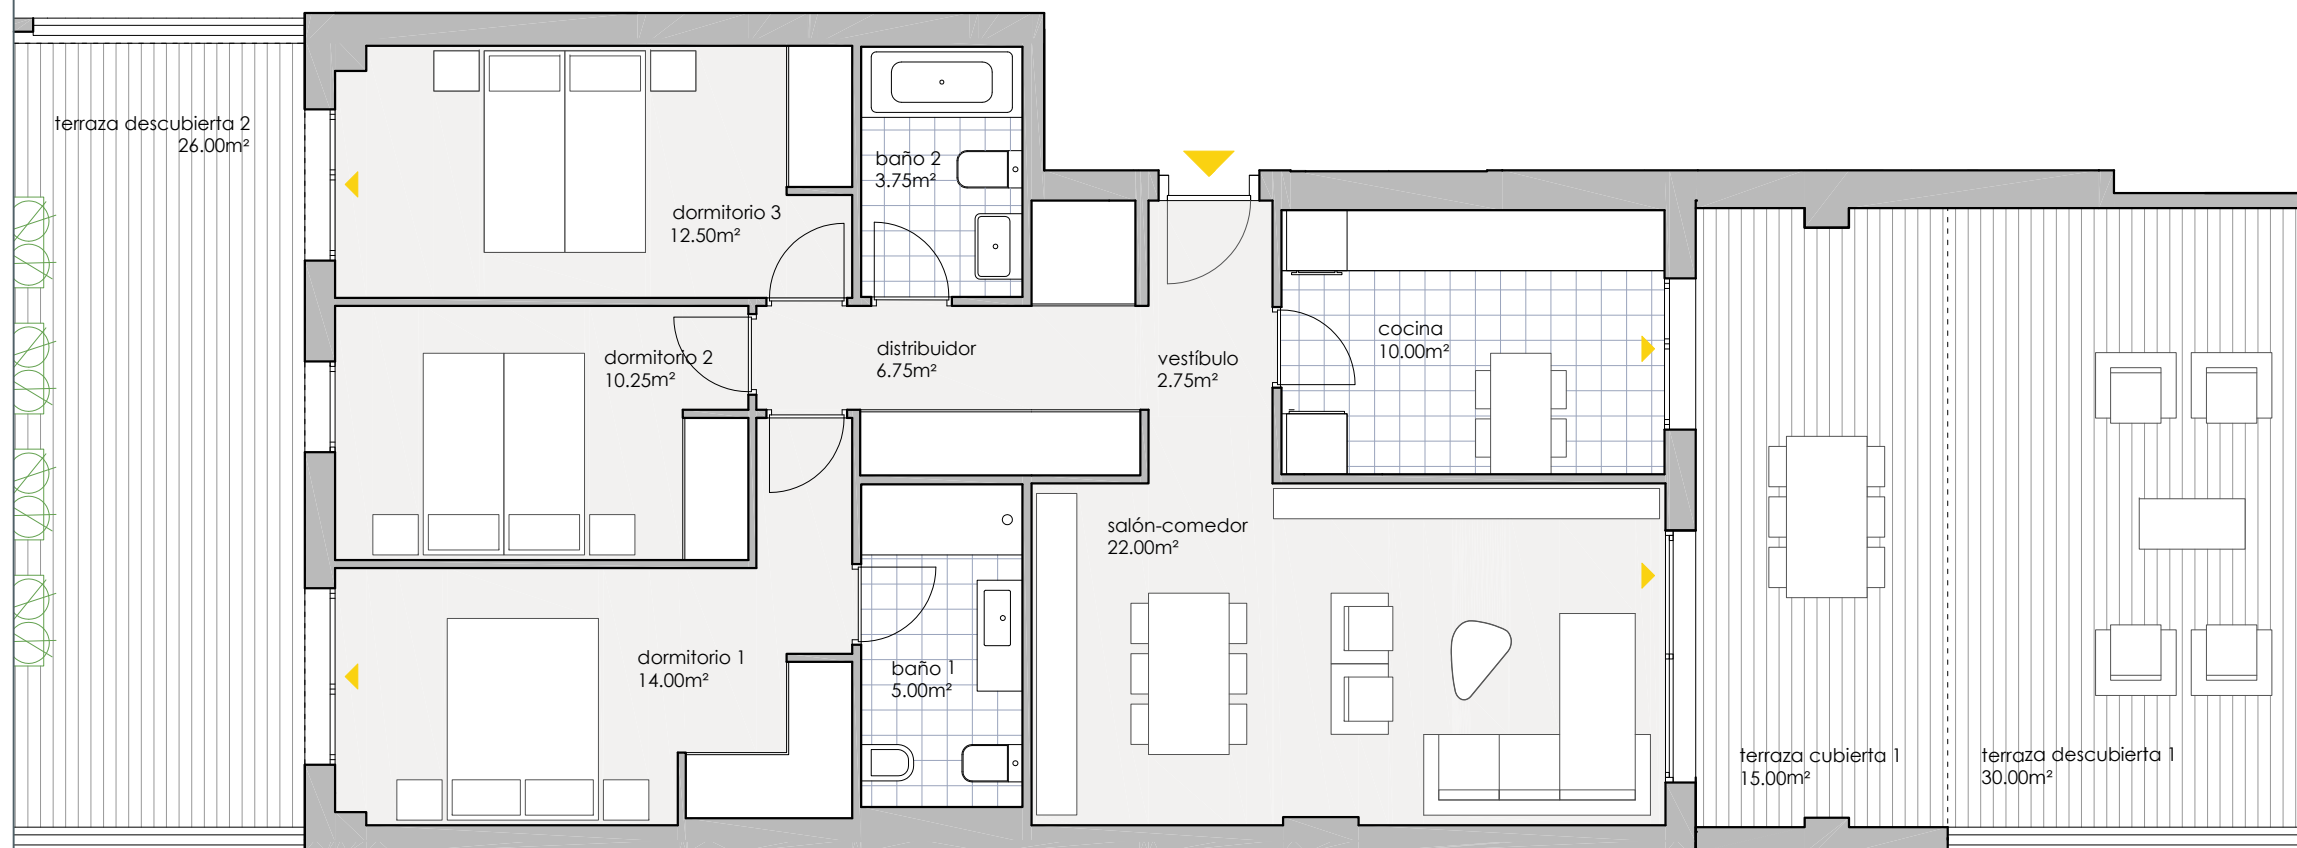 terraza descubierta 2
26.00m²
dormitorio 3
12.50m²
baño 2
3.75m²
dormitorio 2
10.25m²
distribuidor
6.75m²
vestíbulo
2.75m²
cocina
10.00m²
salón-comedor
22.00m²
dormitorio 1
14.00m²
baño 1
5.00m²
terraza cubierta 1
15.00m²
terraza descubierta 1
30.00m²